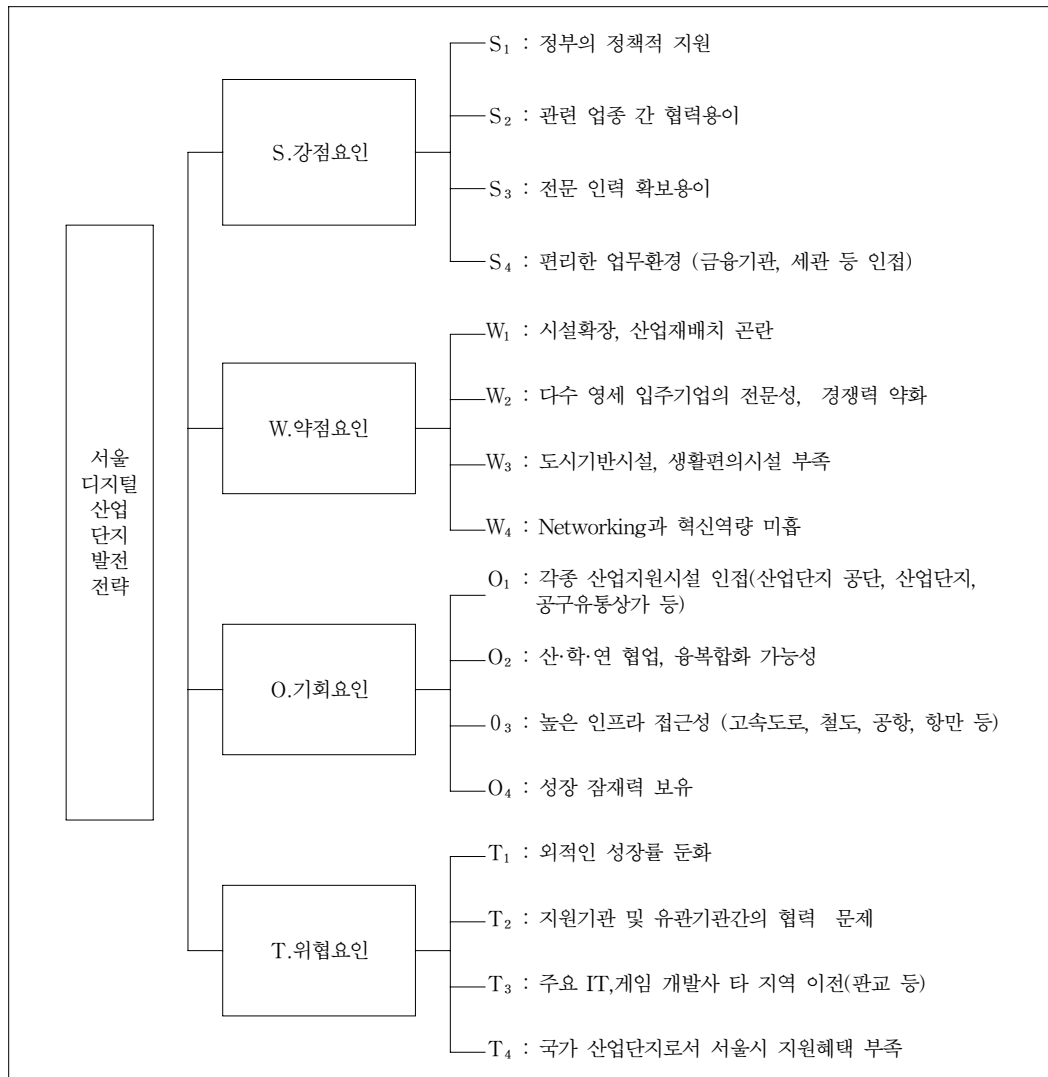 서울
디지털
산업
단지
발전
전략
S.강점요인
S₁ : 정부의 정책적 지원
S₂ : 관련 업종 간 협력용이
S₃ : 전문 인력 확보용이
S₄ : 편리한 업무환경 (금융기관, 세관 등 인접)
W.약점요인
W₁ : 시설확장, 산업재배치 곤란
W₂ : 다수 영세 입주기업의 전문성, 경쟁력 약화
W₃ : 도시기반시설, 생활편의시설 부족
W₄ : Networking과 혁신역량 미흡
O.기회요인
O₁ : 각종 산업지원시설 인접(산업단지 공단, 산업단지,
공구유통상가 등)
O₂ : 산·학·연 협업, 융복합화 가능성
0₃ : 높은 인프라 접근성 (고속도로, 철도, 공항, 항만 등)
O₄ : 성장 잠재력 보유
T.위협요인
T₁ : 외적인 성장률 둔화
T₂ : 지원기관 및 유관기관간의 협력 문제
T₃ : 주요 IT,게임 개발사 타 지역 이전(판교 등)
T₄ : 국가 산업단지로서 서울시 지원혜택 부족